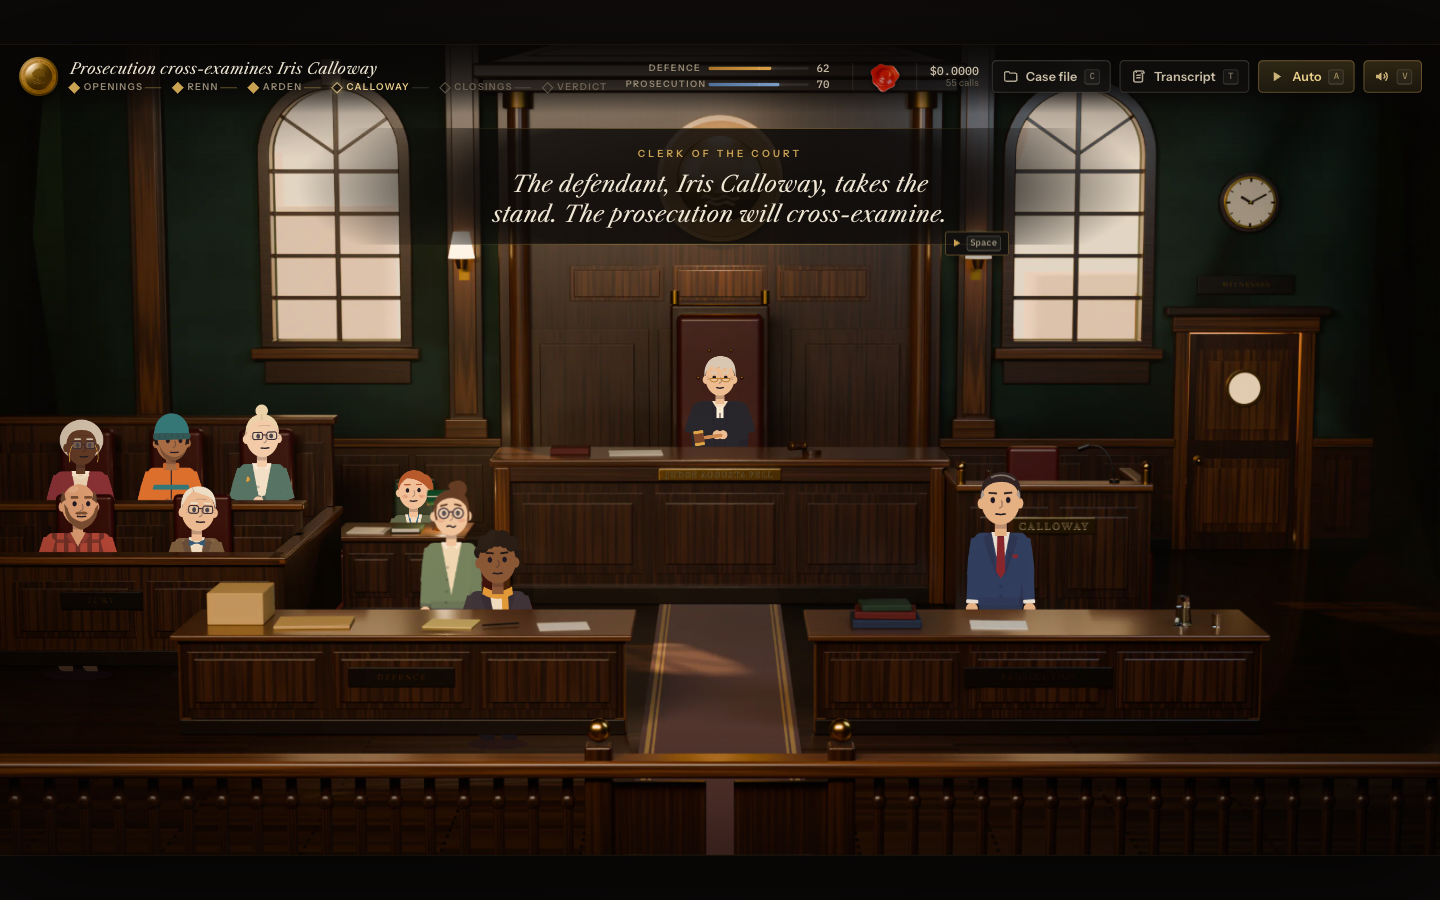 Prosecution cross-examines Iris Calloway
OPENINGS RENN ARDEN CALLOWAY CLOSINGS VERDICT
DEFENCE 62
PROSECUTION 70
$0.0000
55 calls
Case file C
Transcript T
Auto A
V
CLERK OF THE COURT
The defendant, Iris Calloway, takes the
stand. The prosecution will cross-examine.
Space
CALLOWAY
DEFENCE